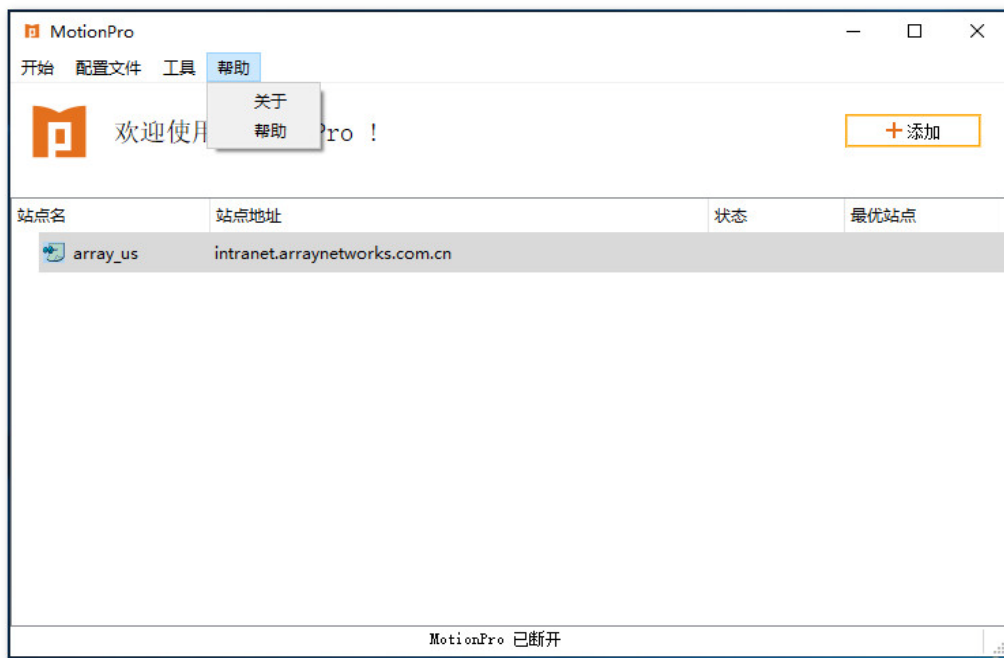 MotionPro
开始 配置文件 工具 帮助
关于
帮助
欢迎使用 Pro !
+ 添加
站点名 站点地址 状态 最优站点
array_us intranet.arraynetworks.com.cn
MotionPro 已断开